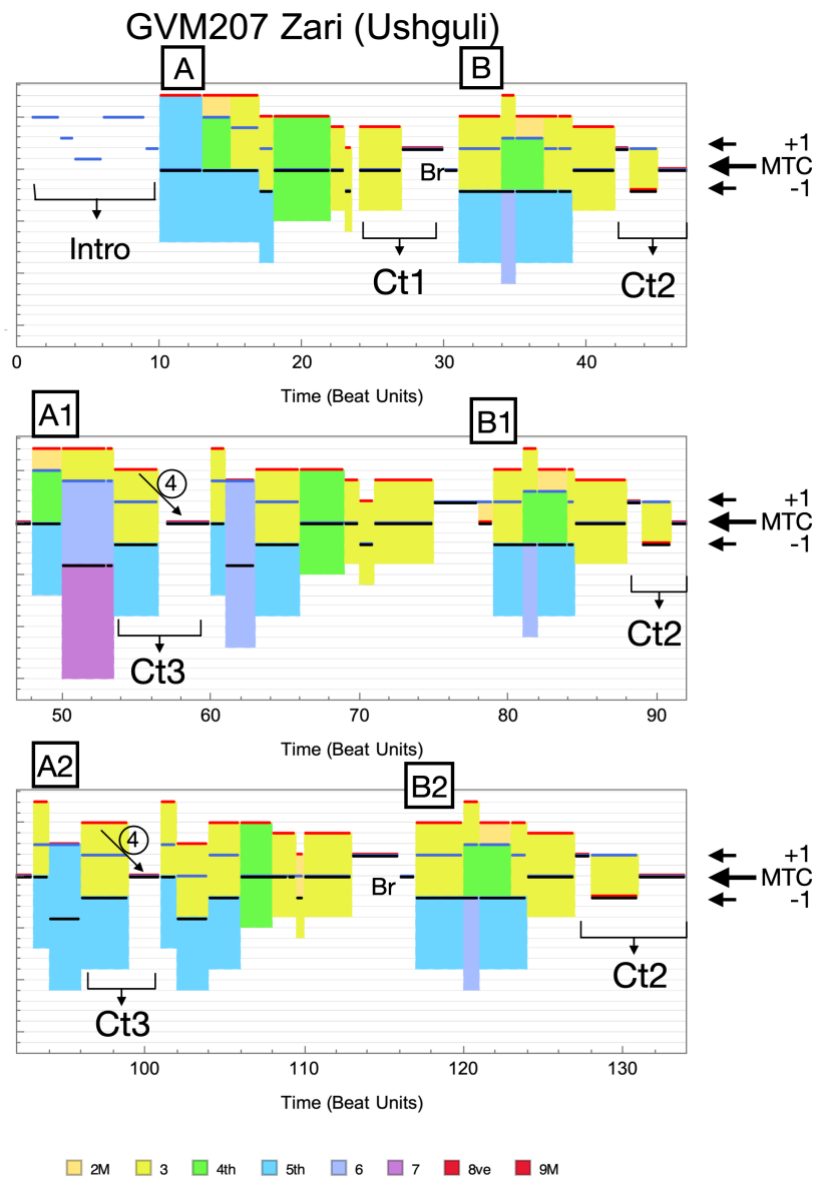 GVM207 Zari (Ushguli)
A B
+1
MTC
-1
Br
Intro
Ct1 Ct2
0 10 20 30 40
Time (Beat Units)
A1 B1
4
+1
MTC
-1
Ct3 Ct2
50 60 70 80 90
Time (Beat Units)
A2 B2
4
+1
MTC
-1
Br
Ct3 Ct2
100 110 120 130
Time (Beat Units)
2M 3 4th 5th 6 7 8ve 9M